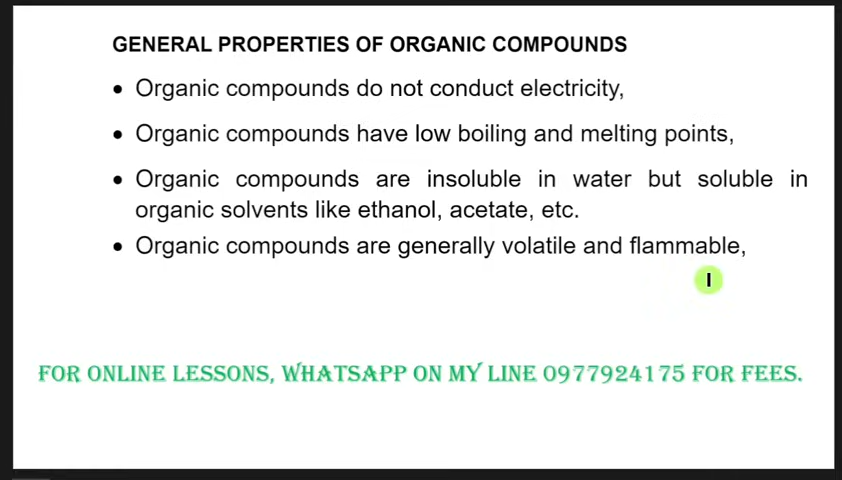 GENERAL PROPERTIES OF ORGANIC COMPOUNDS
• Organic compounds do not conduct electricity,
• Organic compounds have low boiling and melting points,
• Organic compounds are insoluble in water but soluble in
organic solvents like ethanol, acetate, etc.
• Organic compounds are generally volatile and flammable,
FOR ONLINE LESSONS, WHATSAPP ON MY LINE 0977924175 FOR FEES.